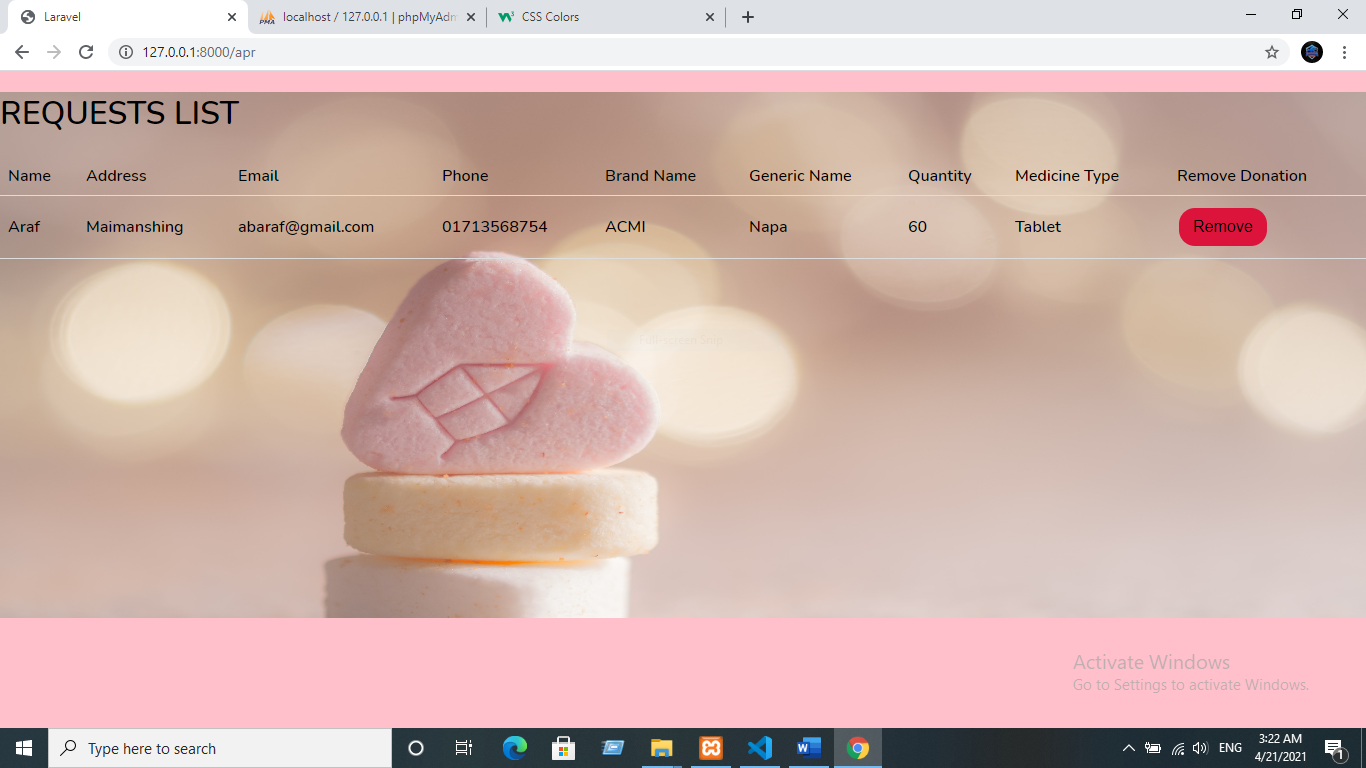 Laravel
localhost / 127.0.0.1 | phpMyAdm
CSS Colors
127.0.0.1:8000/apr
REQUESTS LIST
Name Address Email Phone Brand Name Generic Name Quantity Medicine Type Remove Donation
Araf Maimanshing abaraf@gmail.com 01713568754 ACMI Napa 60 Tablet Remove
Full-screen Snip
Activate Windows
Go to Settings to activate Windows.
Type here to search
ENG
3:22 AM
4/21/2021
1